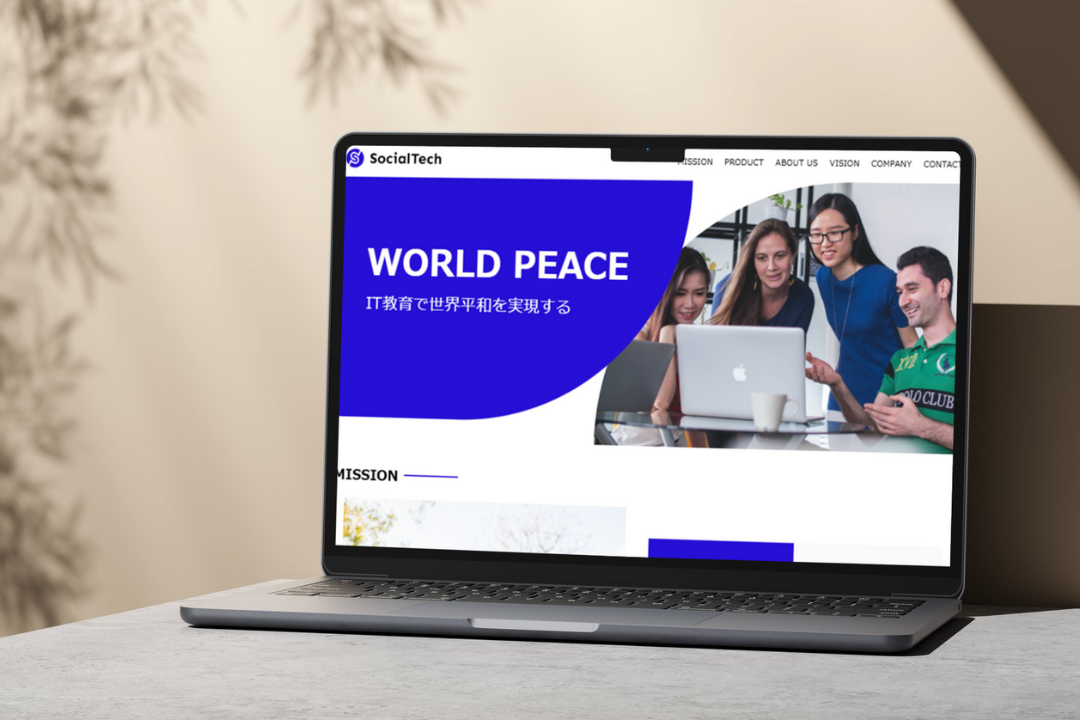 SocialTech
MISSION PRODUCT ABOUT US VISION COMPANY CONTACT
WORLD PEACE
IT教育で世界平和を実現する
XVII
POLO CLUB
MISSION